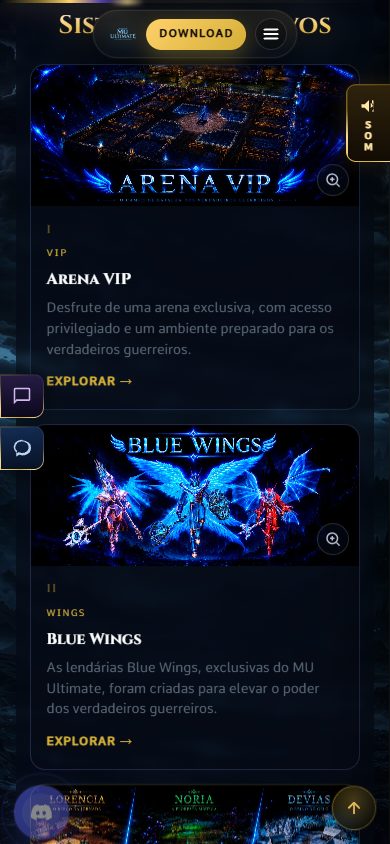 MU
ULTIMATE
DOWNLOAD
SOM
ARENA VIP
I
VIP
Arena VIP
Desfrute de uma arena exclusiva, com acesso
privilegiado e um ambiente preparado para os
verdadeiros guerreiros.
EXPLORAR →
BLUE WINGS
II
WINGS
Blue Wings
As lendárias Blue Wings, exclusivas do MU
Ultimate, foram criadas para elevar o poder
dos verdadeiros guerreiros.
EXPLORAR →
LORENCIA NORIA DEVIAS